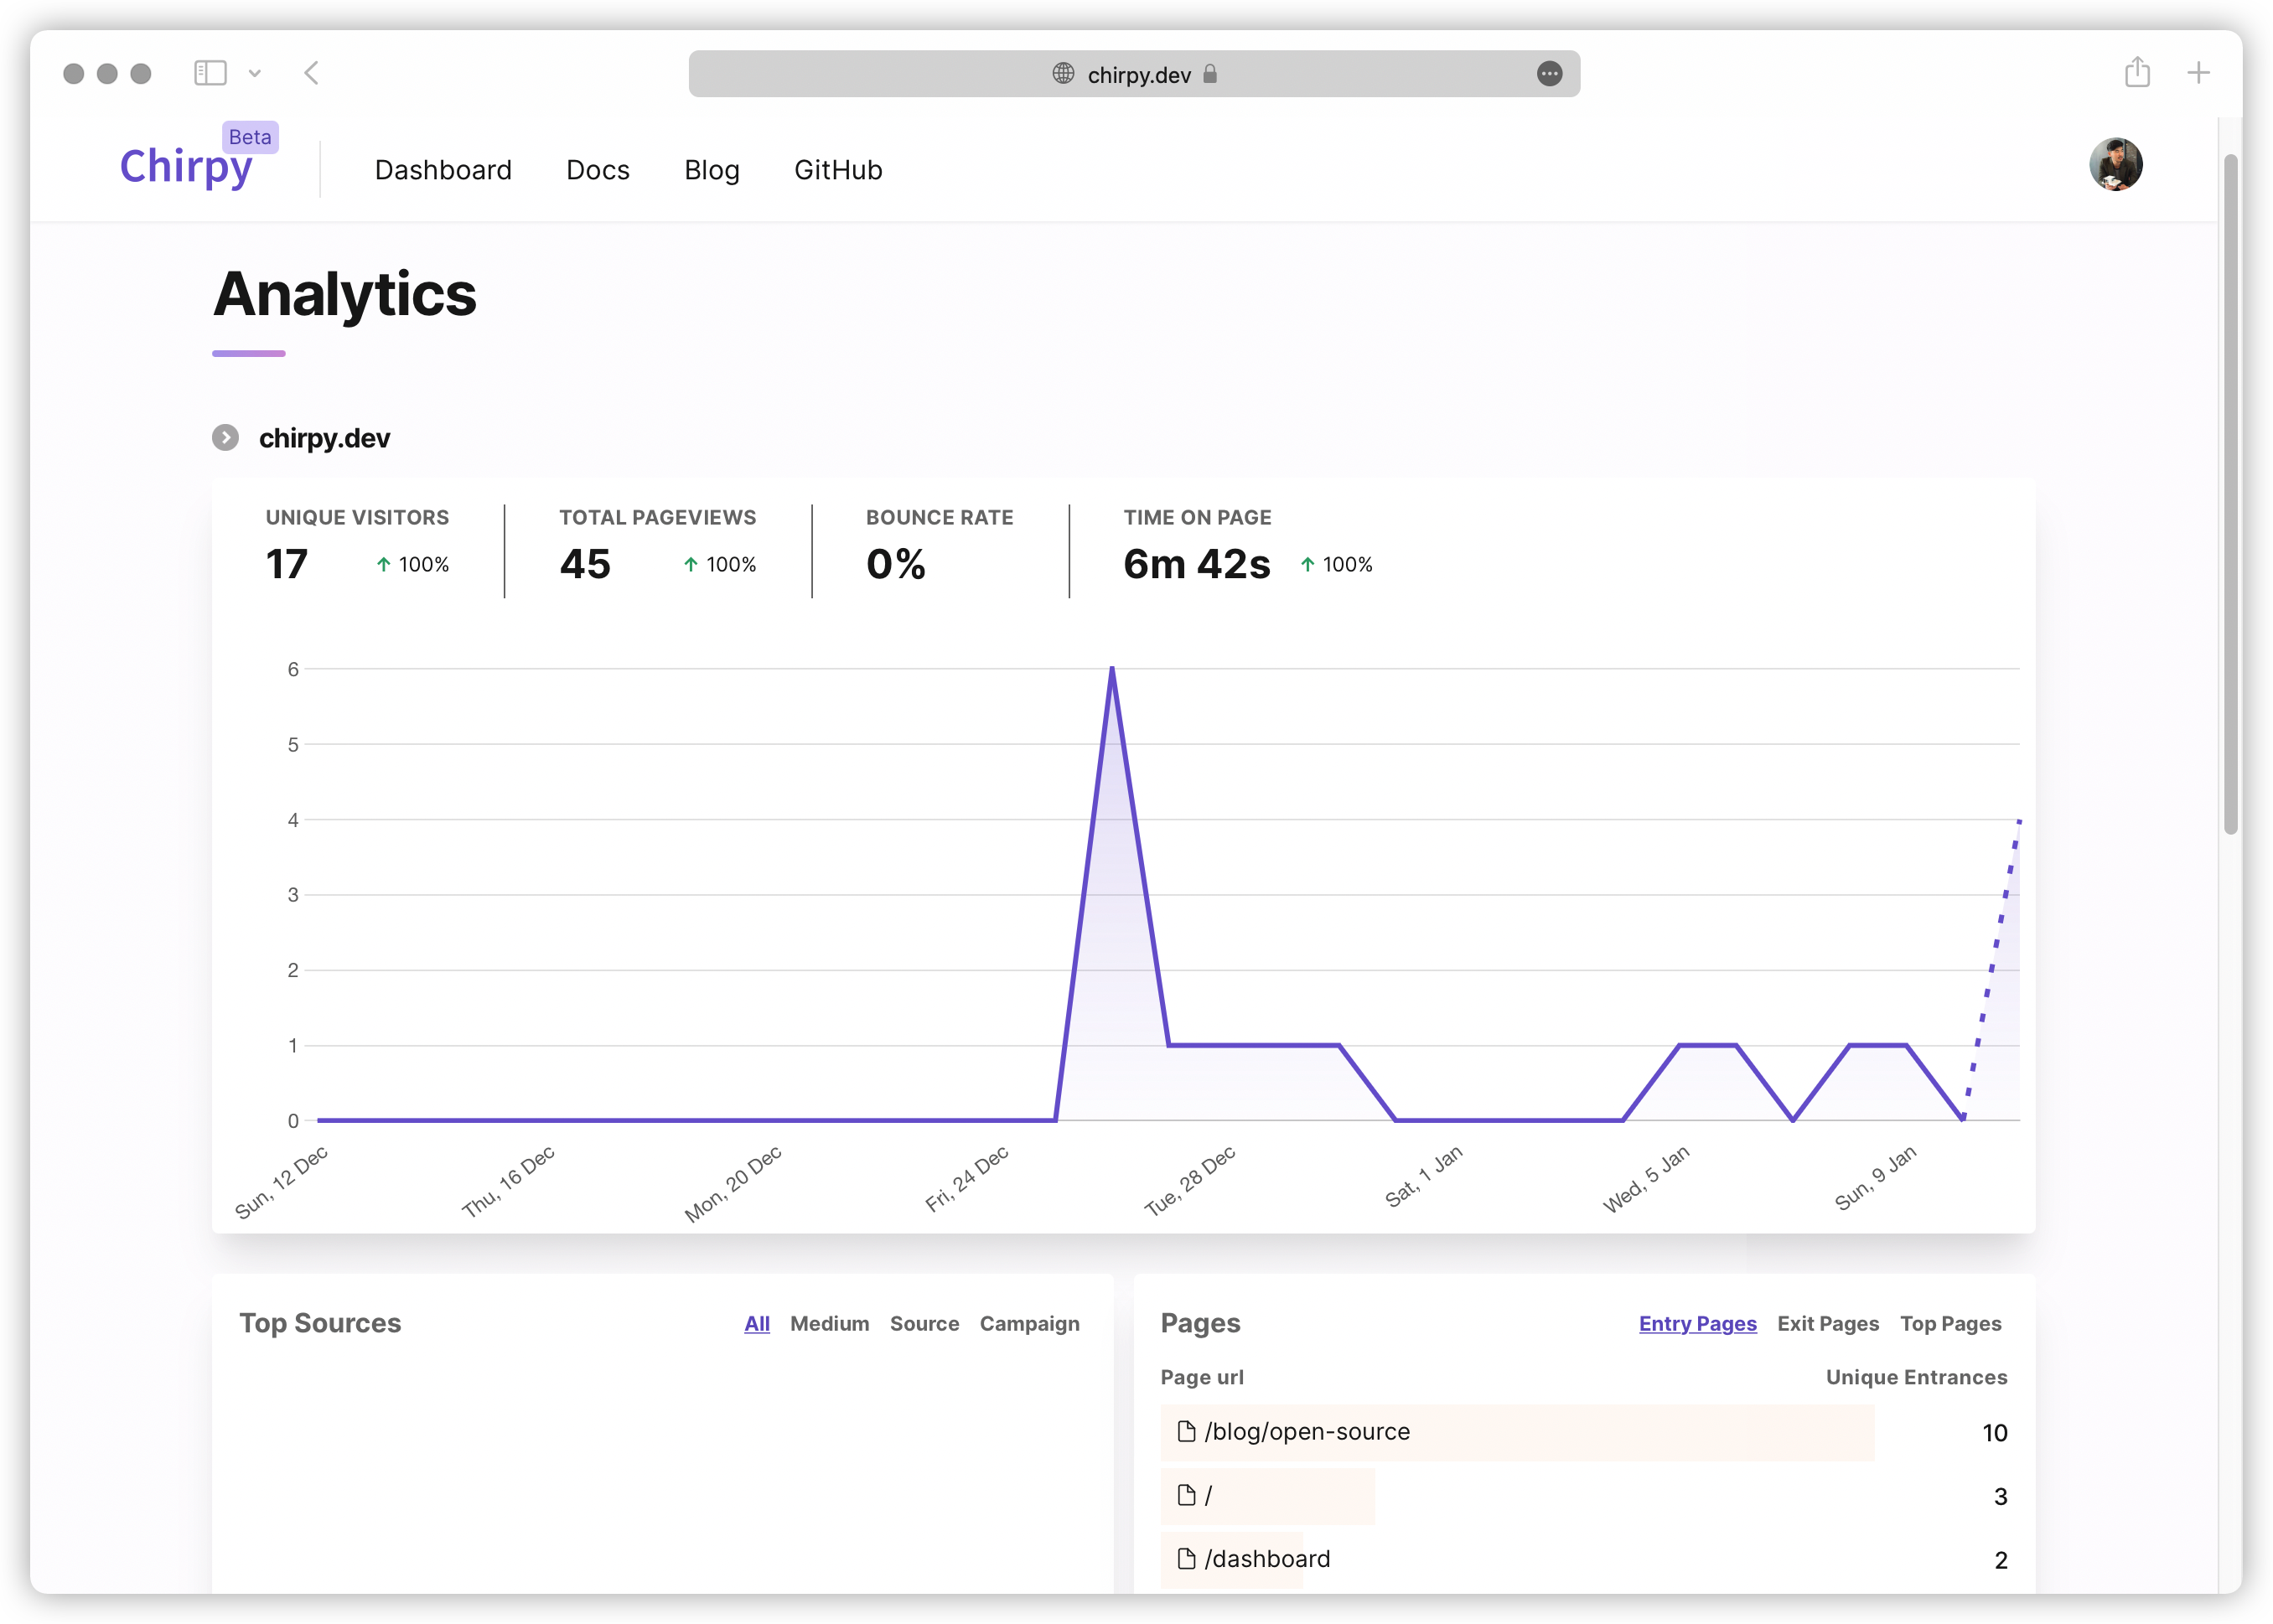 chirpy.dev
Chirpy Beta
Dashboard Docs Blog GitHub
Analytics
chirpy.dev
UNIQUE VISITORS TOTAL PAGEVIEWS BOUNCE RATE TIME ON PAGE
17 ↑ 100% 45 ↑ 100% 0% 6m 42s ↑ 100%
6
5
4
3
2
1
0
Sun, 12 Dec Thu, 16 Dec Mon, 20 Dec Fri, 24 Dec Tue, 28 Dec Sat, 1 Jan Wed, 5 Jan Sun, 9 Jan
Top Sources All Medium Source Campaign
Pages Entry Pages Exit Pages Top Pages
Page url Unique Entrances
/blog/open-source 10
/ 3
/dashboard 2